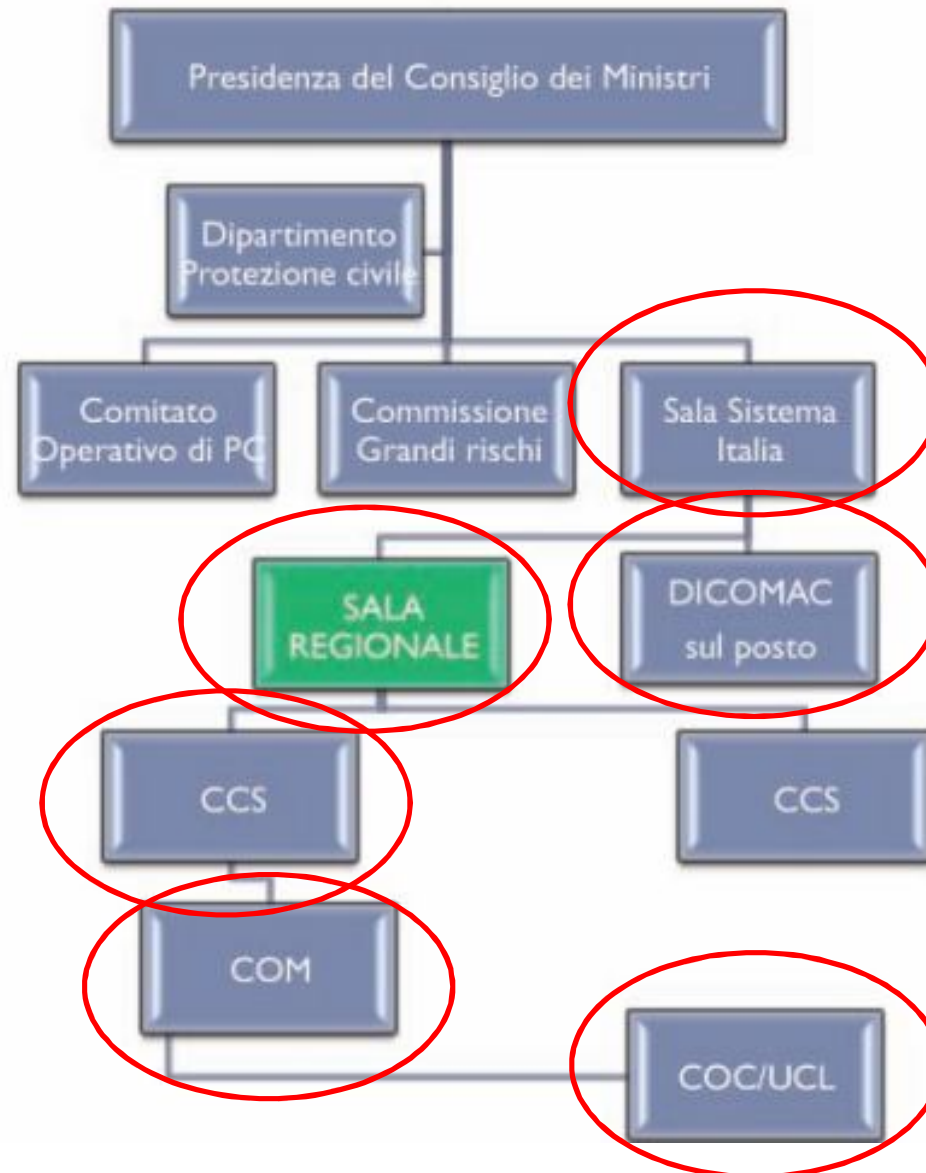 Presidenza del Consiglio dei Ministri
Dipartimento
Protezione civile
Comitato
Operativo di PC
Commissione
Grandi rischi
Sala Sistema
Italia
SALA
REGIONALE
DICOMAC
sul posto
CCS
CCS
COM
COC/UCL